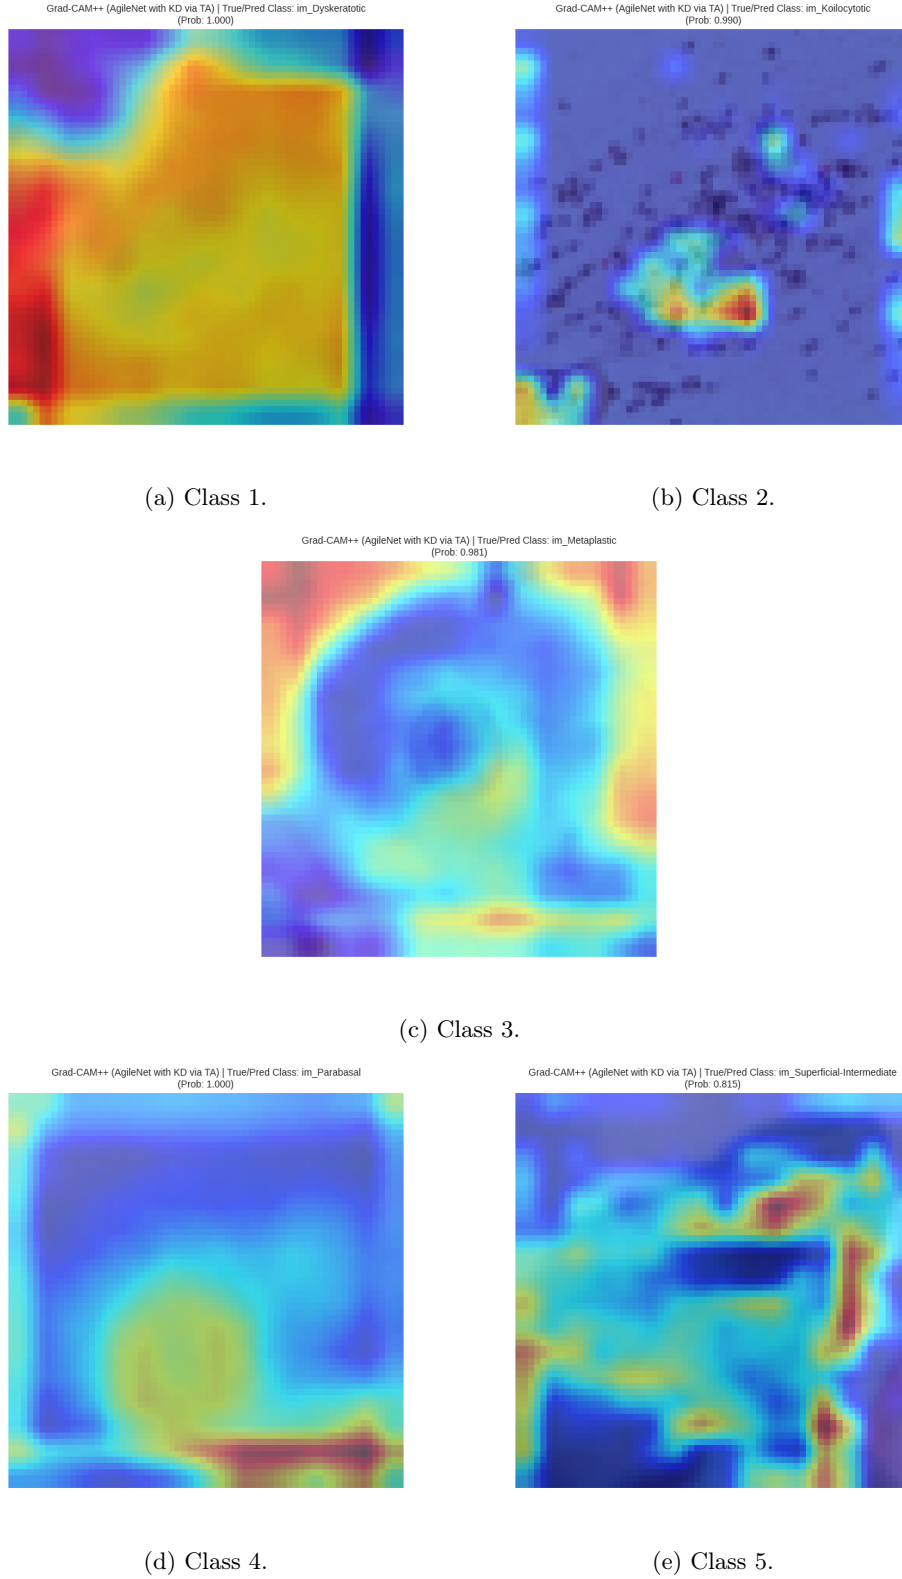 Grad-CAM++ (AgileNet with KD via TA) | True/Pred Class: im_Dyskeratotic
(Prob: 1.000)
Grad-CAM++ (AgileNet with KD via TA) | True/Pred Class: im_Koilocytotic
(Prob: 0.990)
(a) Class 1.
(b) Class 2.
Grad-CAM++ (AgileNet with KD via TA) | True/Pred Class: im_Metaplastic
(Prob: 0.981)
(c) Class 3.
Grad-CAM++ (AgileNet with KD via TA) | True/Pred Class: im_Parabasal
(Prob: 1.000)
Grad-CAM++ (AgileNet with KD via TA) | True/Pred Class: im_Superficial-Intermediate
(Prob: 0.815)
(d) Class 4.
(e) Class 5.